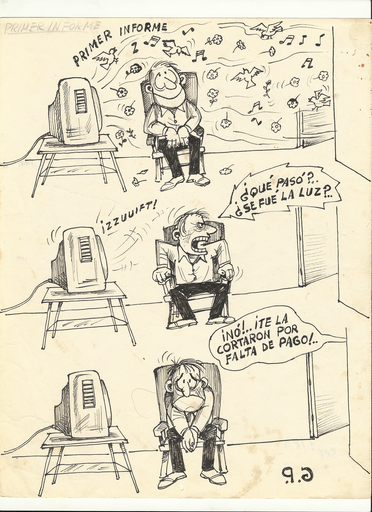 PRIMER INFORME
PRIMER INFORME
¡ZZUUIFT!
¿QUÉ PASÓ?..
¿SE FUE LA LUZ?..
¡NO!.. ¡TE LA
CORTARON POR
FALTA DE PAGO!..
G.P.